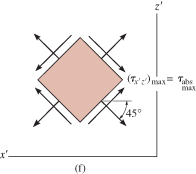 z′
(τx′z′)max = τabs max
45°
x′
(f)